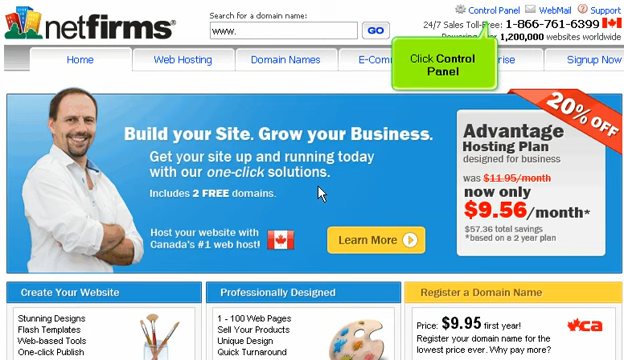 netfirms®
Search for a domain name:
www.
GO
Control Panel WebMail Support
24/7 Sales Toll-Free: 1-866-761-6399
1,200,000 websites worldwide
Click Control
Panel
Home Web Hosting Domain Names Signup Now
Build your Site. Grow your Business.
Get your site up and running today
with our one-click solutions.
Includes 2 FREE domains.
Host your website with
Canada's #1 web host!
Learn More
20% OFF
Advantage
Hosting Plan
designed for business
was $11.95/month
now only
$9.56/month*
$57.36 total savings
*based on a 2 year plan
Create Your Website
Stunning Designs
Flash Templates
Web-based Tools
One-click Publish
Professionally Designed
1 - 100 Web Pages
Sell Your Products
Unique Design
Quick Turnaround
Register a Domain Name
Price: $9.95 first year!
Register your domain name for the
lowest price ever. Why pay more?
ca